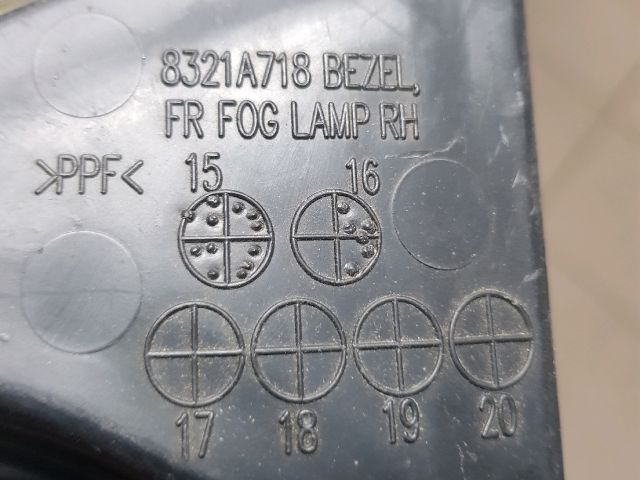 8321A718 BEZEL,
FR FOG LAMP RH
>PPF<
15 16
17 18 19 20